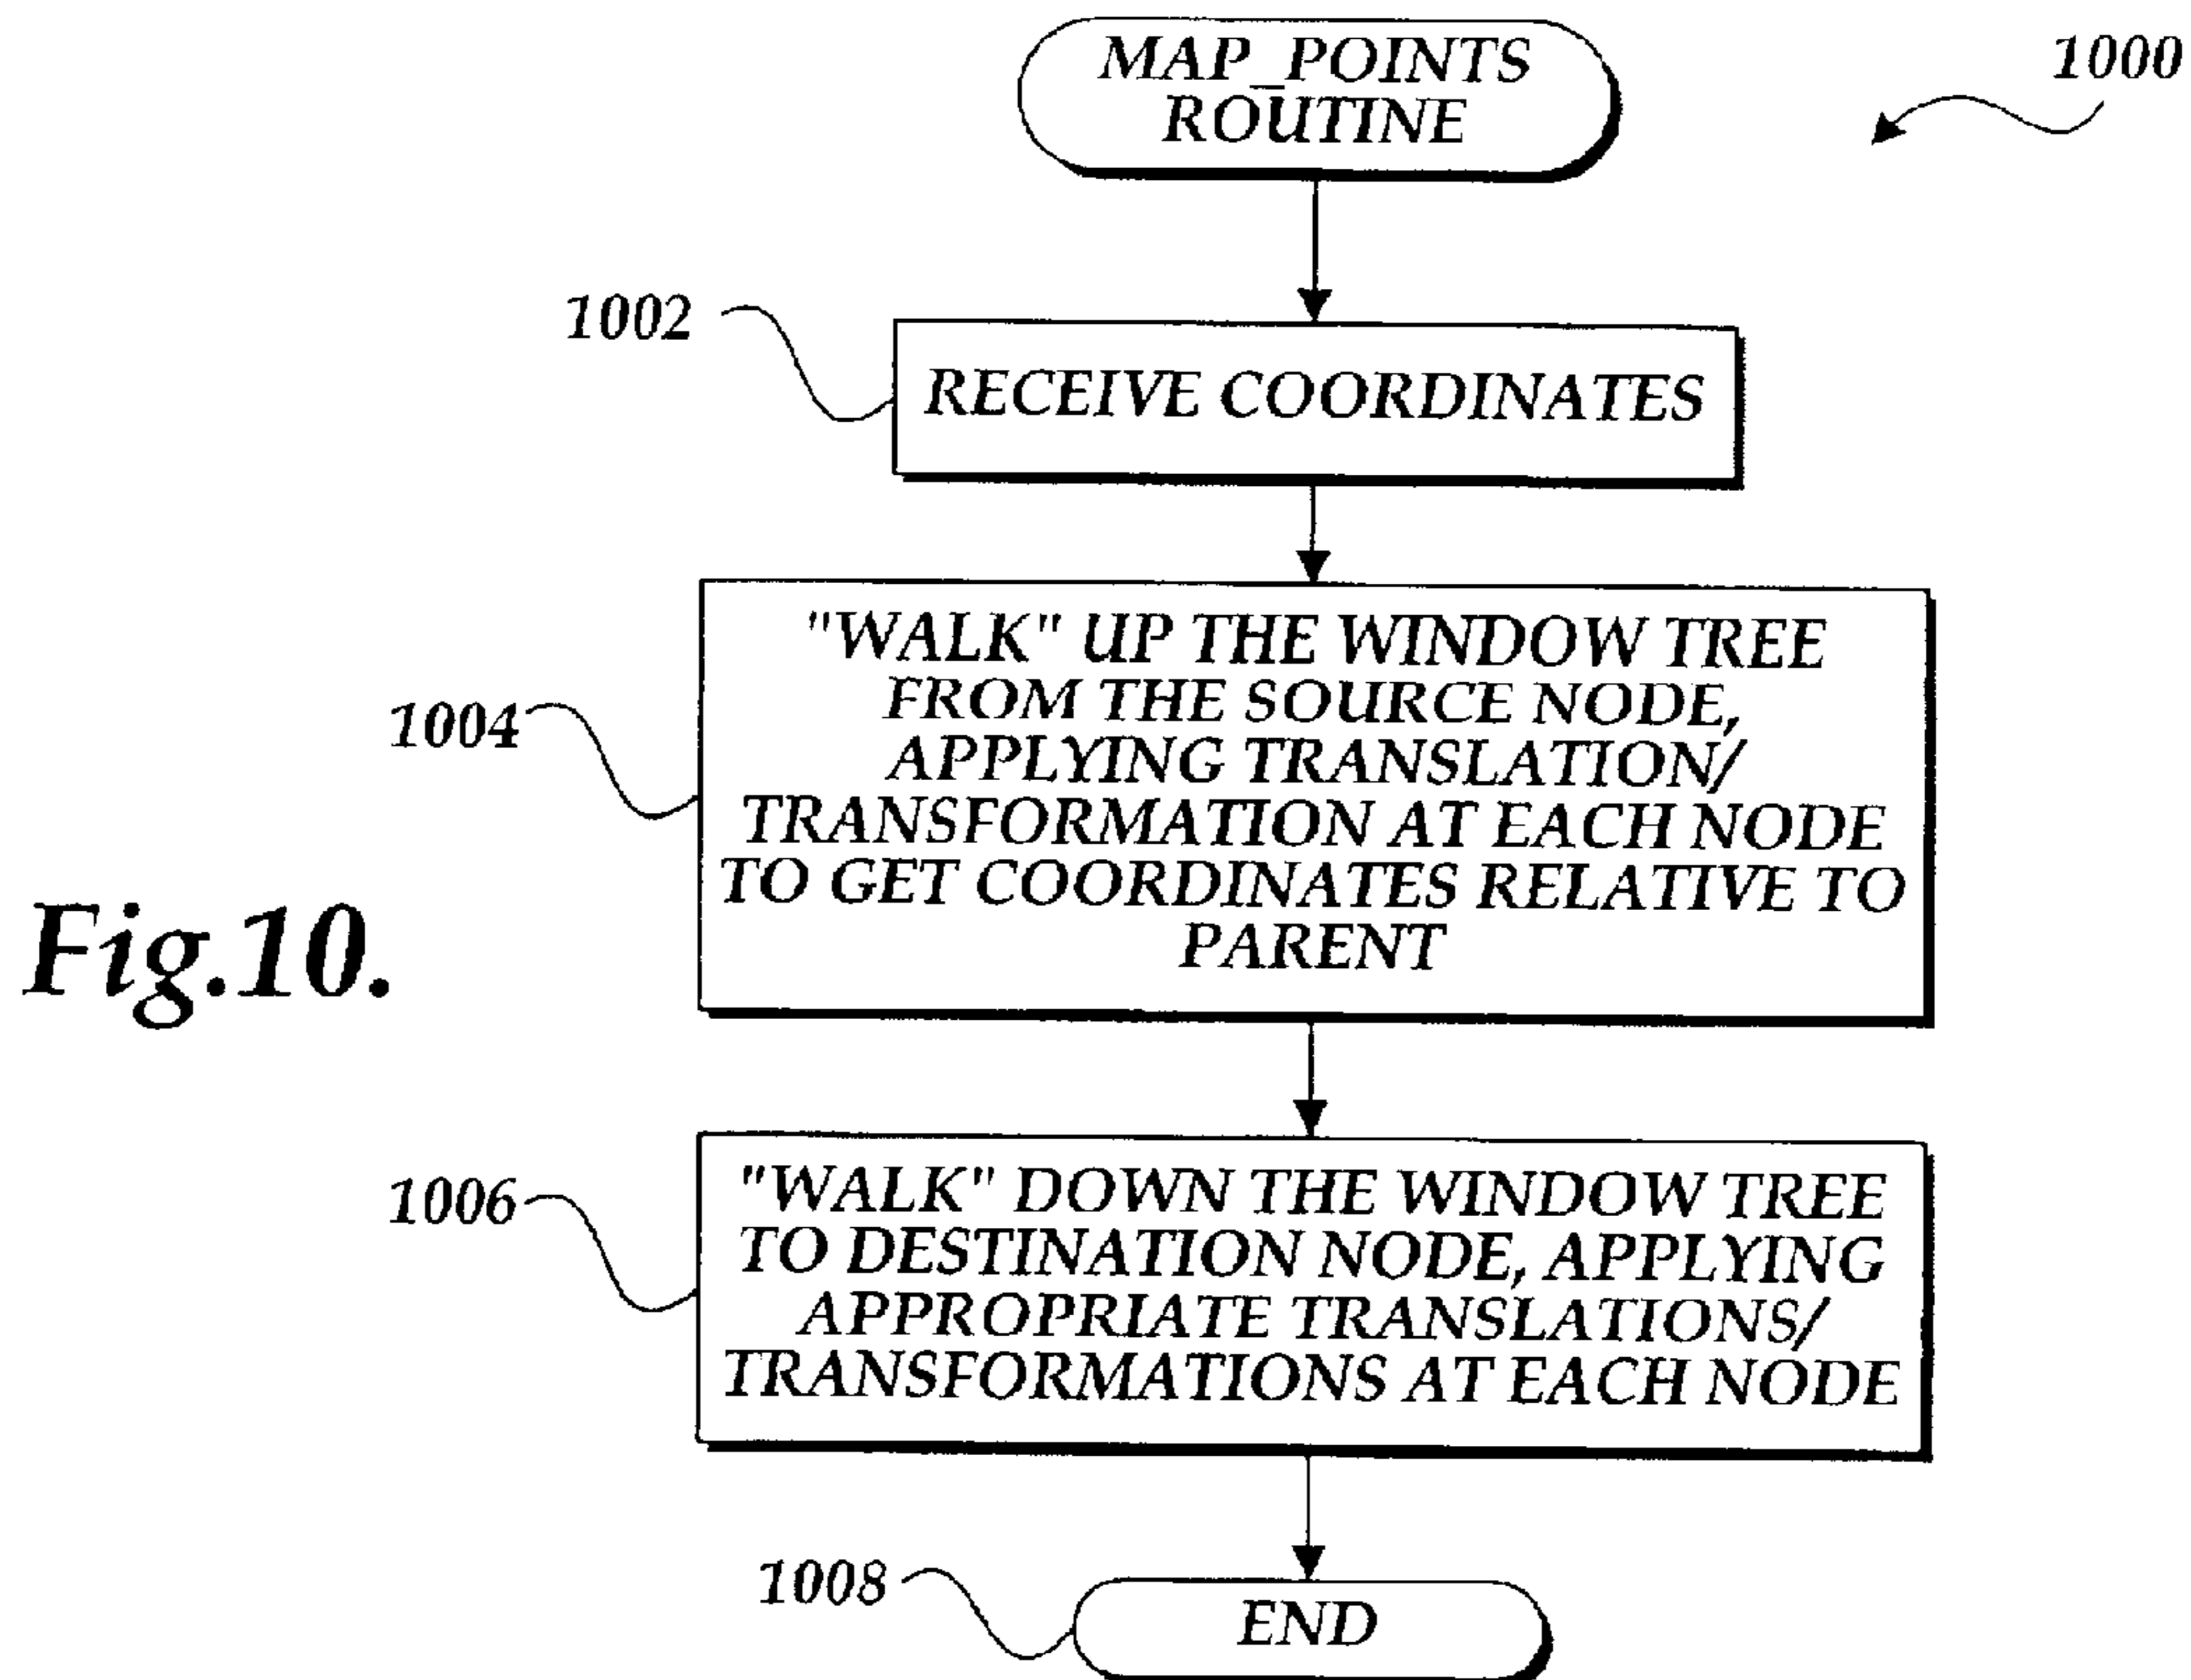 MAP_POINTS
ROUTINE
1000
1002
RECEIVE COORDINATES
1004
"WALK" UP THE WINDOW TREE
FROM THE SOURCE NODE,
APPLYING TRANSLATION/
TRANSFORMATION AT EACH NODE
TO GET COORDINATES RELATIVE TO
PARENT
Fig.10.
1006
"WALK" DOWN THE WINDOW TREE
TO DESTINATION NODE, APPLYING
APPROPRIATE TRANSLATIONS/
TRANSFORMATIONS AT EACH NODE
1008
END